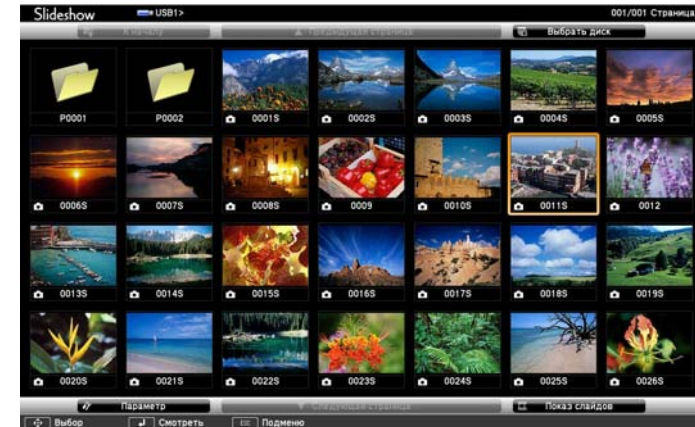 Slideshow USB1> 001/001 Страница
К началу Предыдущая страница Выбрать диск
P0001 P0002 0001S 0002S 0003S 0004S 0005S
0006S 0007S 0008S 0009 0010S 0011S 0012
0013S 0014S 0015S 0016S 0017S 0018S 0019S
0020S 0021S 0022S 0023S 0024S 0025S 0026S
Параметр Следующая страница Показ слайдов
Выбор Смотреть Esc Подменю